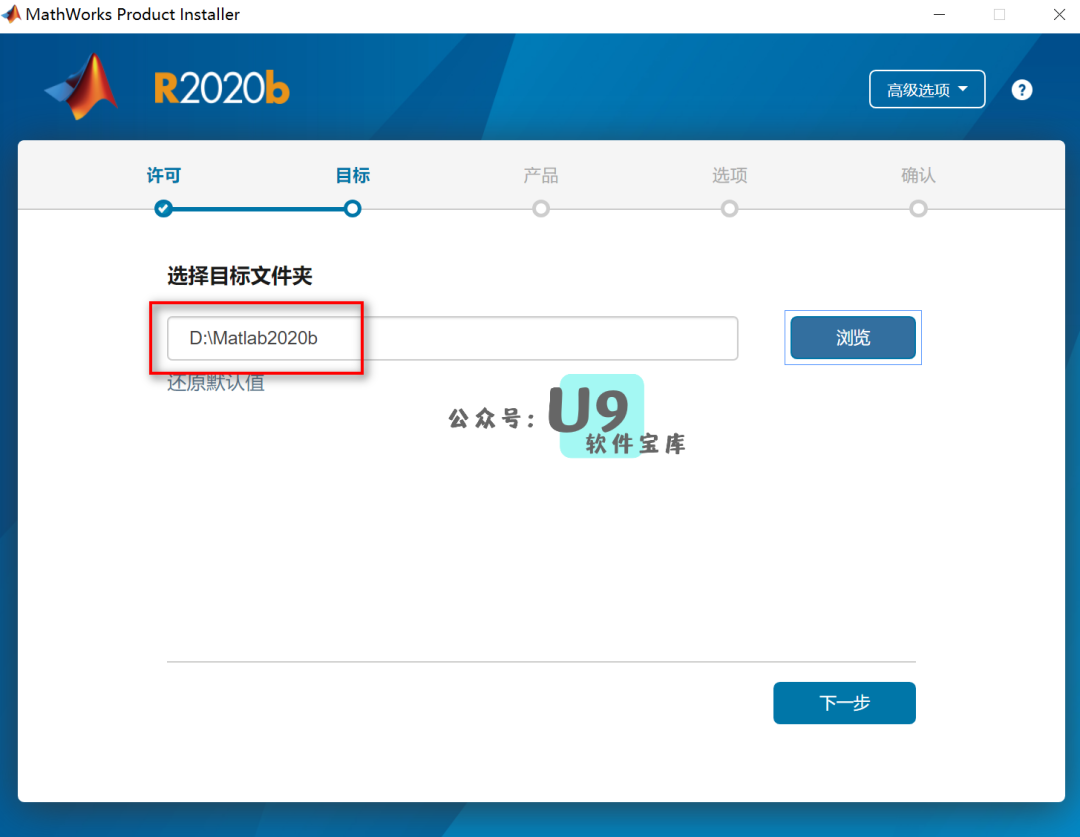 MathWorks Product Installer
R2020b
高级选项
?
许可
目标
产品
选项
确认
选择目标文件夹
D:\Matlab2020b
浏览
还原默认值
公众号：U9
软件宝库
下一步